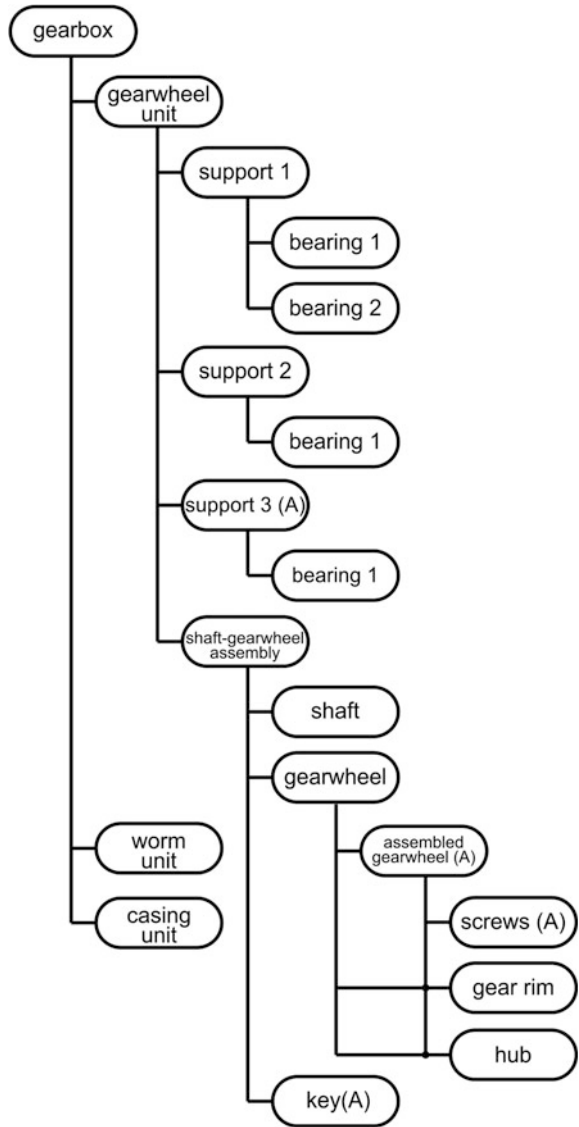 gearbox
gearwheel
unit
support 1
bearing 1
bearing 2
support 2
bearing 1
support 3 (A)
bearing 1
shaft-gearwheel
assembly
shaft
gearwheel
assembled
gearwheel (A)
screws (A)
gear rim
hub
key(A)
worm
unit
casing
unit